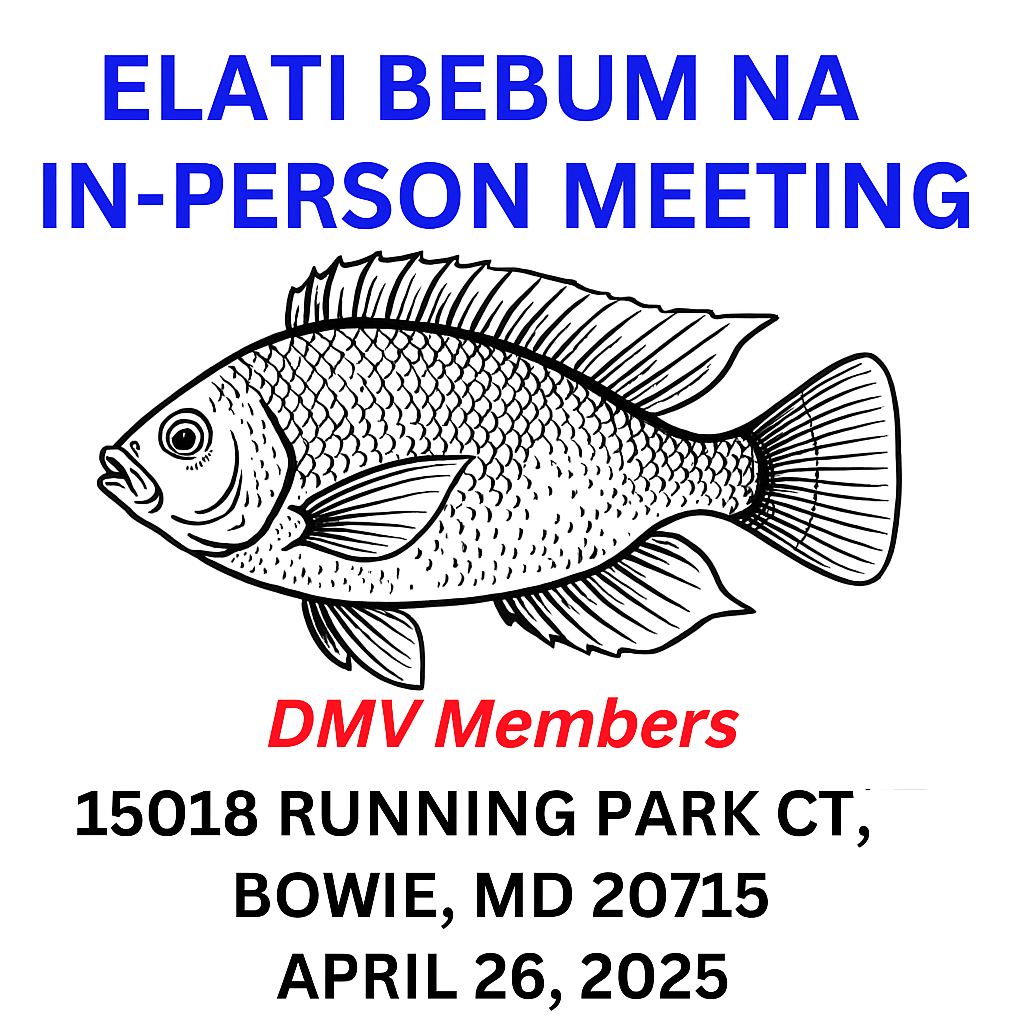 ELATI BEBUM NA
IN-PERSON MEETING
DMV Members
15018 RUNNING PARK CT,
BOWIE, MD 20715
APRIL 26, 2025